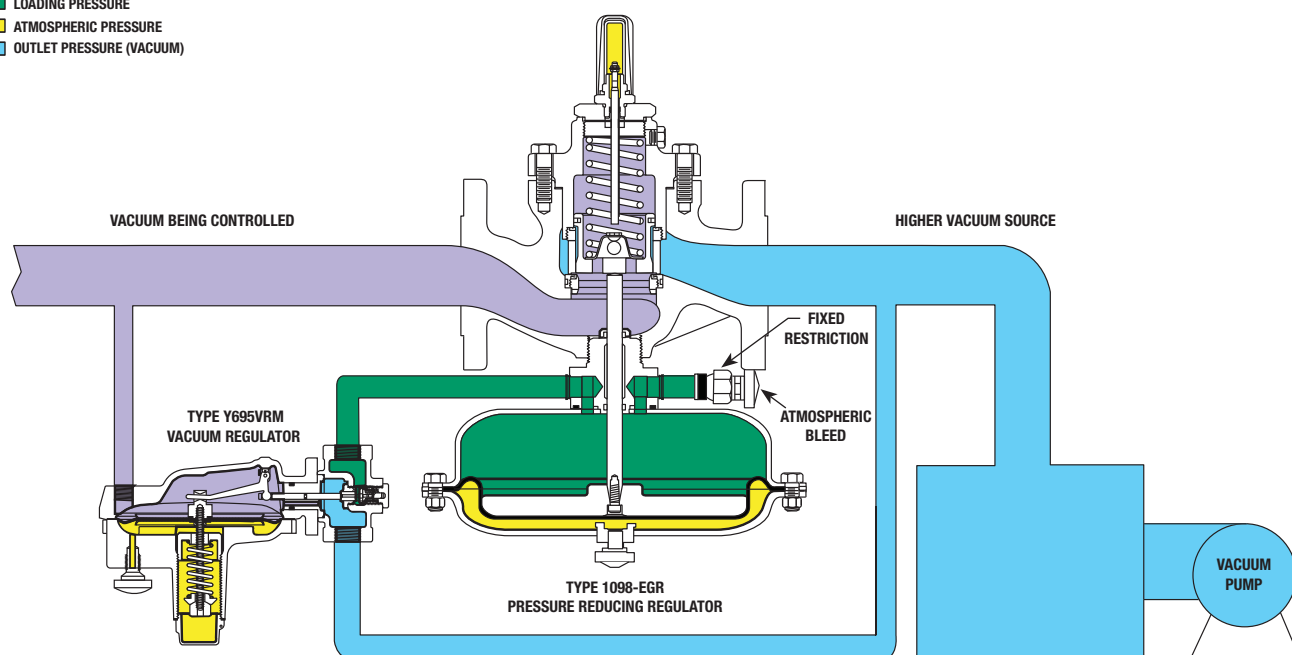 LOADING PRESSURE
ATMOSPHERIC PRESSURE
OUTLET PRESSURE (VACUUM)
VACUUM BEING CONTROLLED
HIGHER VACUUM SOURCE
FIXED
RESTRICTION
ATMOSPHERIC
BLEED
TYPE Y695VRM
VACUUM REGULATOR
TYPE 1098-EGR
PRESSURE REDUCING REGULATOR
VACUUM
PUMP